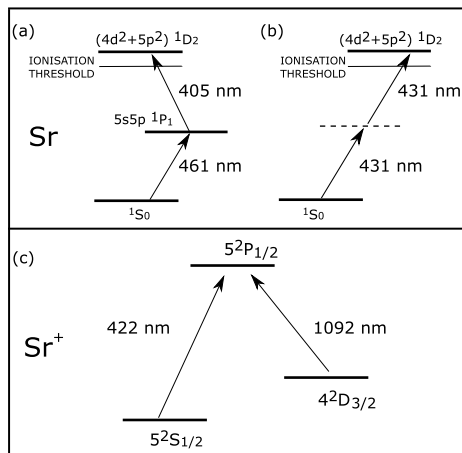 (a)
(4d²+5p²) ¹D₂
IONISATION
THRESHOLD
405 nm
5s5p ¹P₁
Sr
461 nm
¹S₀
(b)
(4d²+5p²) ¹D₂
IONISATION
THRESHOLD
431 nm
431 nm
¹S₀
(c)
5²P₁/₂
422 nm
1092 nm
Sr⁺
4²D₃/₂
5²S₁/₂